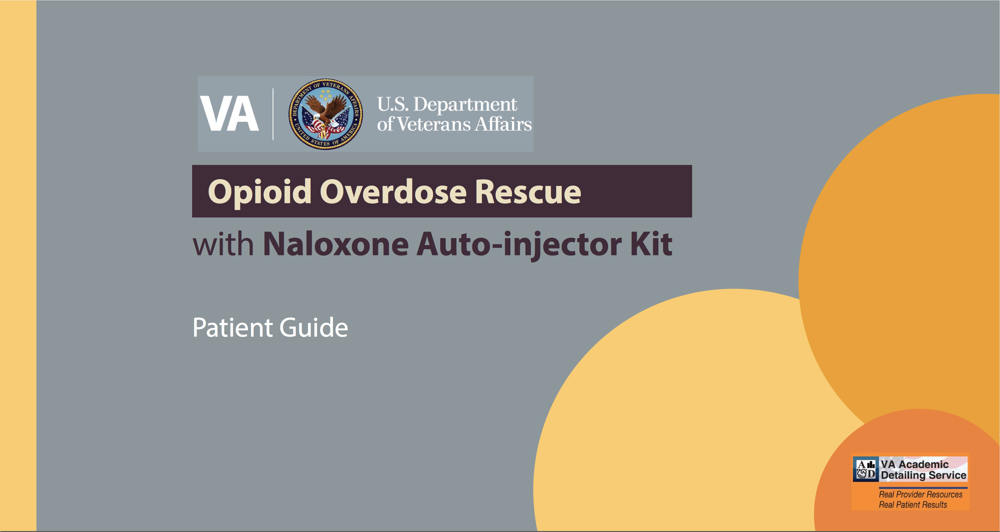 VA
DEPARTMENT OF VETERANS AFFAIRS
UNITED STATES OF AMERICA
U.S. Department
of Veterans Affairs
Opioid Overdose Rescue
with Naloxone Auto-injector Kit
Patient Guide
A
D
VA Academic
Detailing Service
Real Provider Resources
Real Patient Results